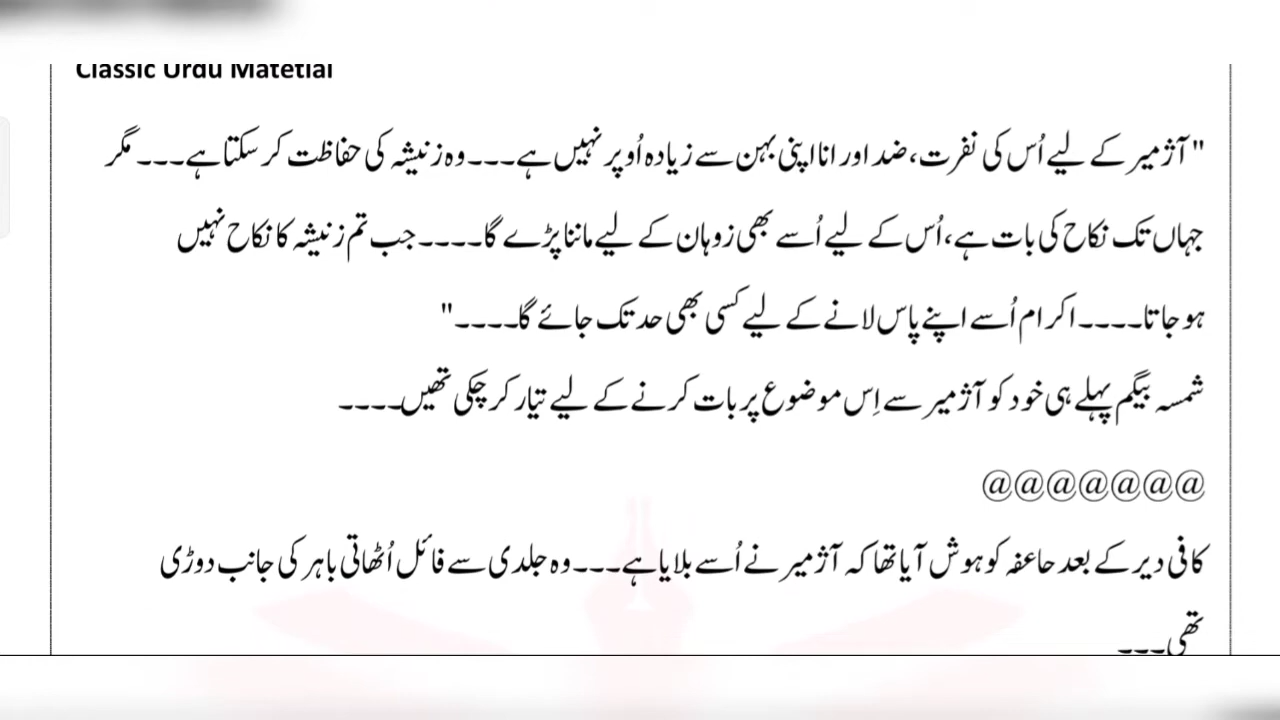 Classic Urdu Matetial
"آژمیر کے لیے اُس کی نفرت، ضد اور انا اپنی بہن سے زیادہ اُوپر نہیں ہے۔۔۔ وہ زنیشہ کی حفاظت کر سکتا ہے۔۔۔ مگر
جہاں تک نکاح کی بات ہے، اُس کے لیے اُسے بھی زوہان کے لیے ماننا پڑے گا۔۔۔۔ جب تم زنیشہ کا نکاح نہیں
ہو جاتا۔۔۔۔ اکرام اُسے اپنے پاس لانے کے لیے کسی بھی حد تک جائے گا۔۔۔۔"
شمسہ بیگم پہلے ہی خود کو آژمیر سے اِس موضوع پر بات کرنے کے لیے تیار کر چکی تھیں۔۔۔۔
@@@@@@@
کافی دیر کے بعد حاعفہ کو ہوش آیا تھا کہ آژمیر نے اُسے بلایا ہے۔۔۔ وہ جلدی سے فائل اُٹھاتی باہر کی جانب دوڑی
تھی۔۔۔